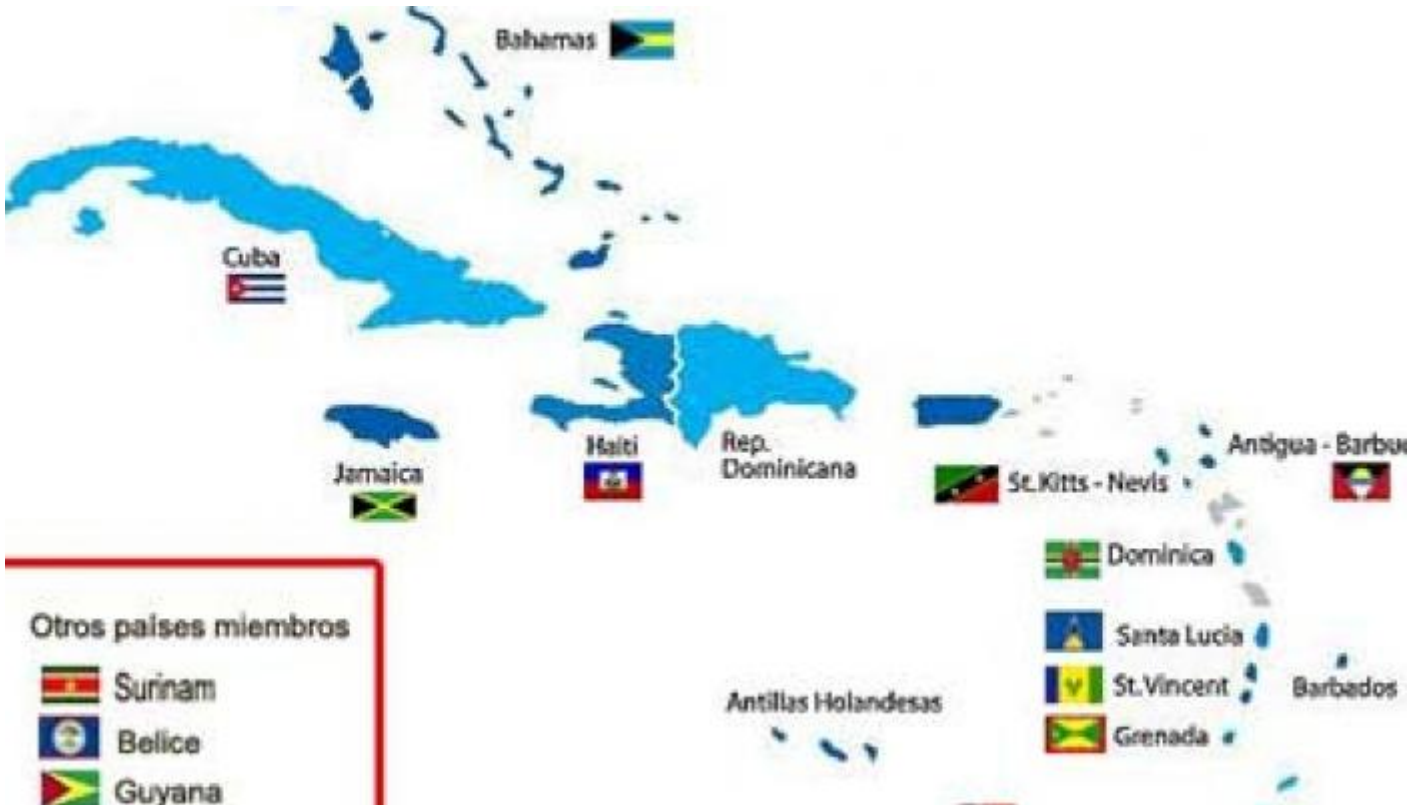 Bahamas
Cuba
Jamaica
Haiti
Rep.
Dominicana
Antigua - Barbu
St.Kitts - Nevis
Dominica
Santa Lucia
St.Vincent
Barbados
Grenada
Antillas Holandesas
Otros países miembros
Surinam
Belice
Guyana